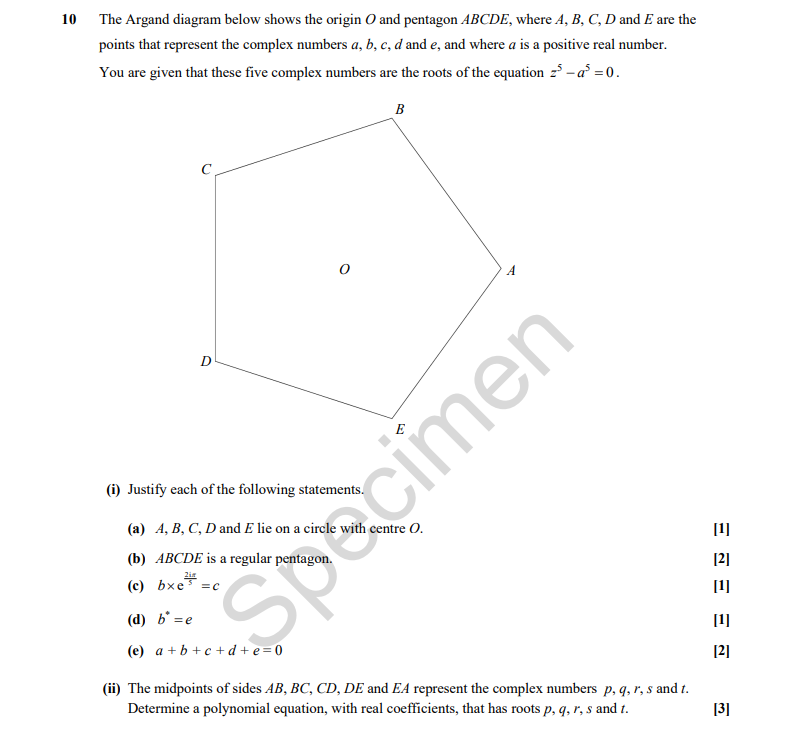 10 The Argand diagram below shows the origin O and pentagon ABCDE, where A, B, C, D and E are the
points that represent the complex numbers a, b, c, d and e, and where a is a positive real number.
You are given that these five complex numbers are the roots of the equation z⁵ – a⁵ = 0.
B
C
O
A
D
E
Specimen
(i) Justify each of the following statements.
(a) A, B, C, D and E lie on a circle with centre O. [1]
(b) ABCDE is a regular pentagon. [2]
(c) b×e^(2iπ/5) = c [1]
(d) b* = e [1]
(e) a + b + c + d + e = 0 [2]
(ii) The midpoints of sides AB, BC, CD, DE and EA represent the complex numbers p, q, r, s and t.
Determine a polynomial equation, with real coefficients, that has roots p, q, r, s and t. [3]